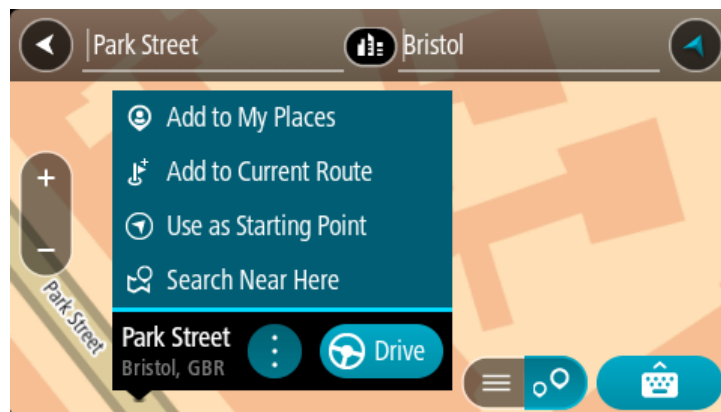 Park Street Bristol
Add to My Places
Add to Current Route
Use as Starting Point
Search Near Here
+
−
Park Street
Park Street
Bristol, GBR
Drive